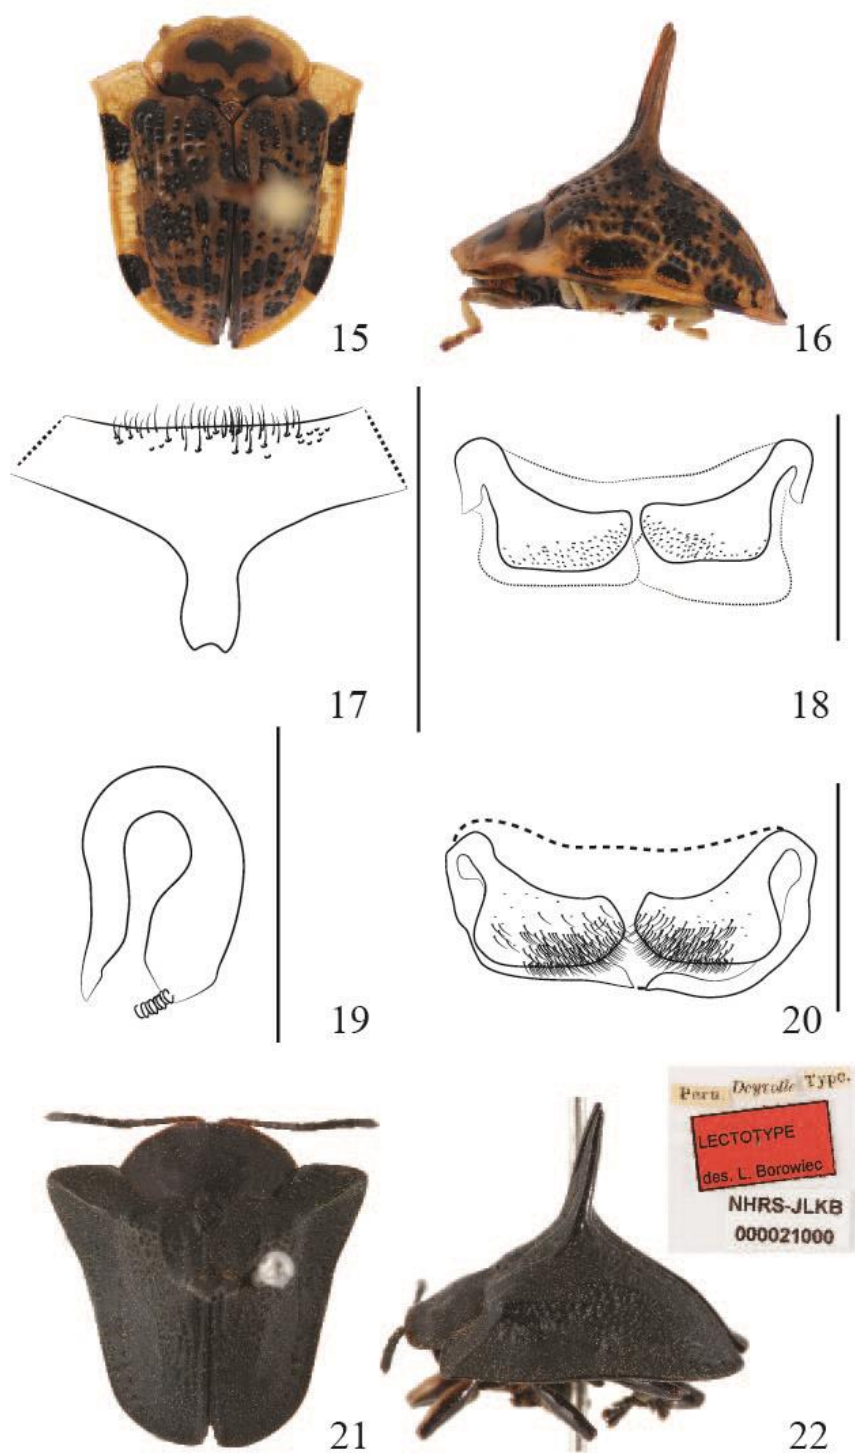 15
16
17
18
19
20
Peru. Deyrolle Type.
LECTOTYPE
des. L. Borowiec
NHRS-JLKB
000021000
21
22